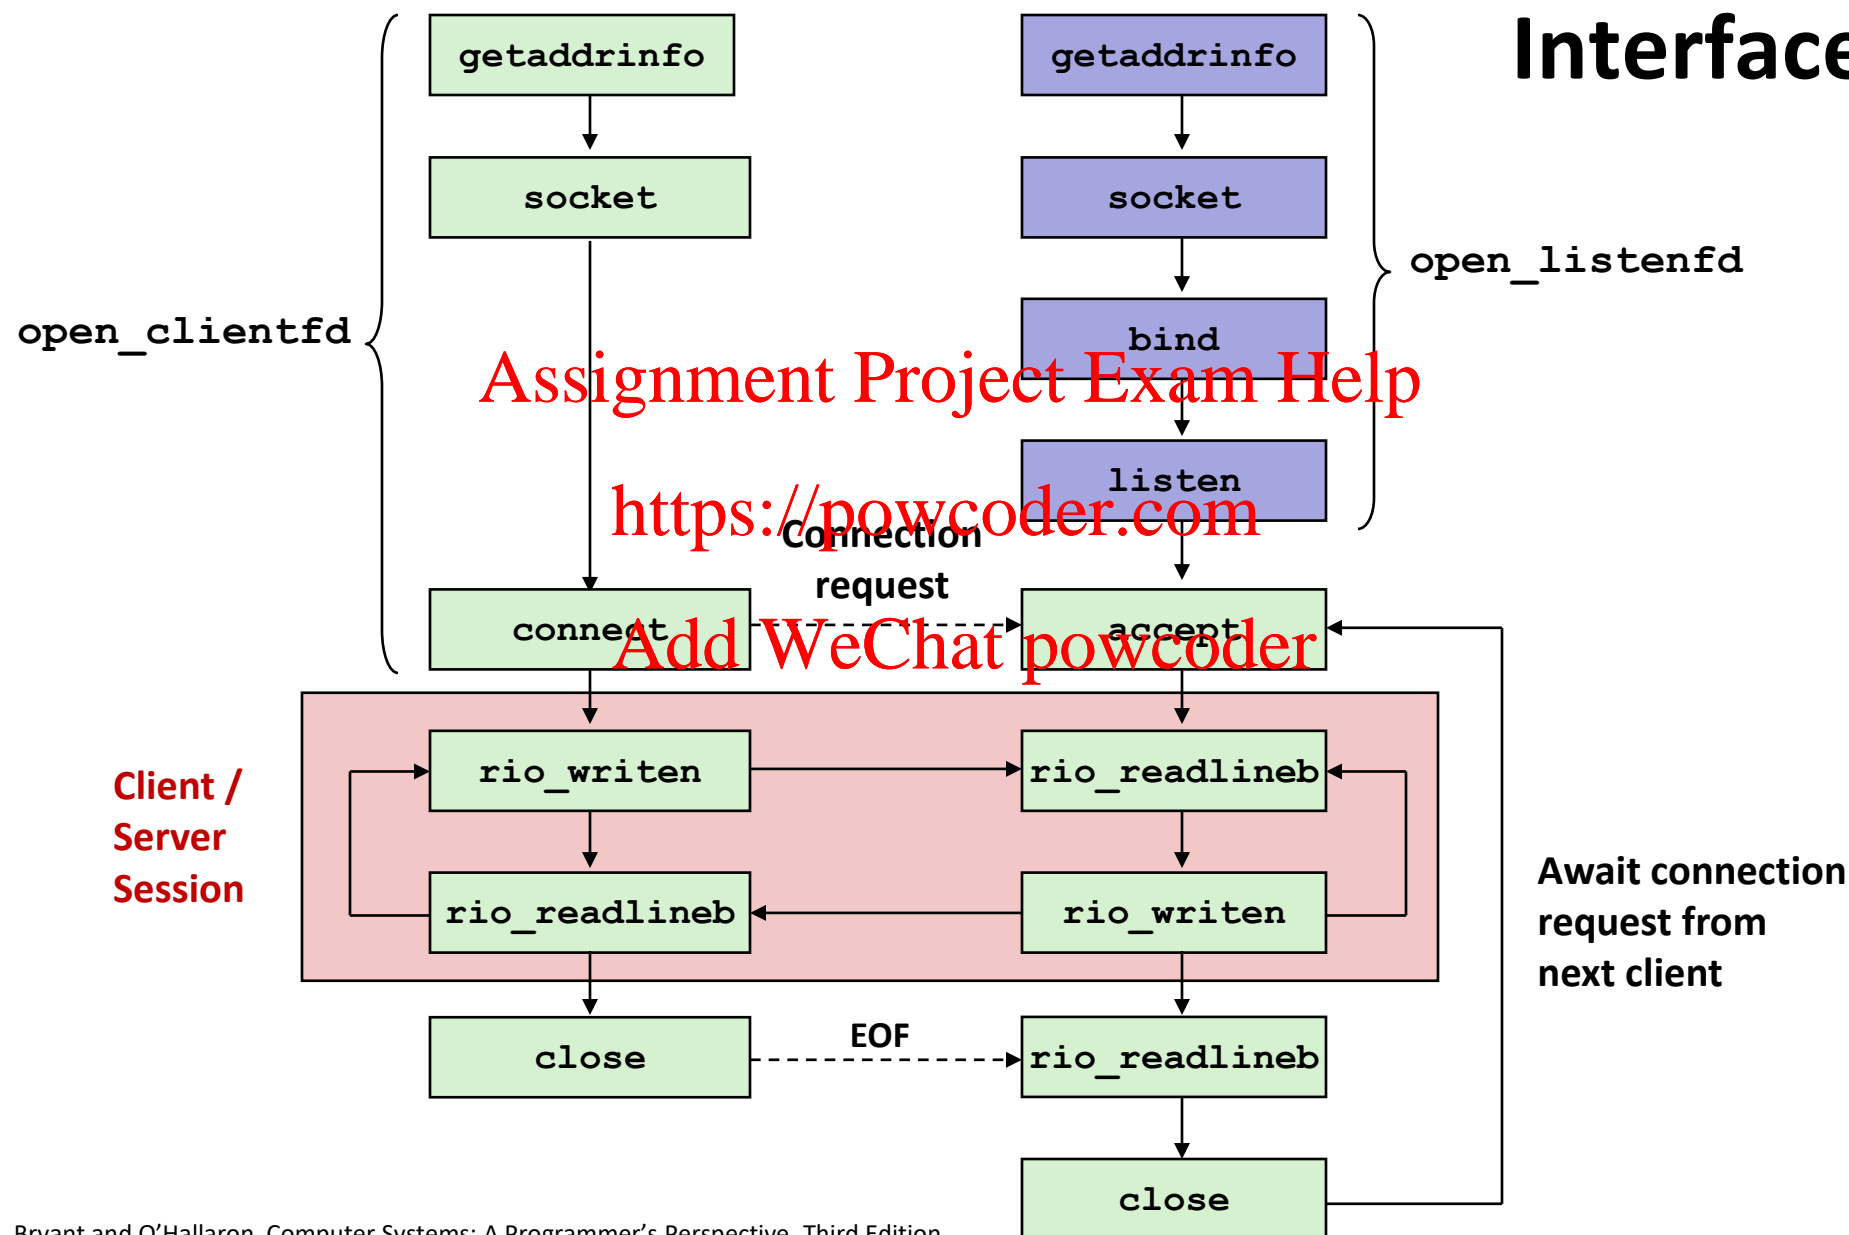 Interface
getaddrinfo
getaddrinfo
socket
socket
open_listenfd
open_clientfd
bind
Assignment Project Exam Help
listen
https://powcoder.com
Connection
request
connect
accept
Add WeChat powcoder
Client /
Server
Session
rio_writen
rio_readlineb
rio_readlineb
rio_writen
Await connection
request from
next client
close
EOF
rio_readlineb
close
Bryant and O'Hallaron, Computer Systems: A Programmer's Perspective, Third Edition